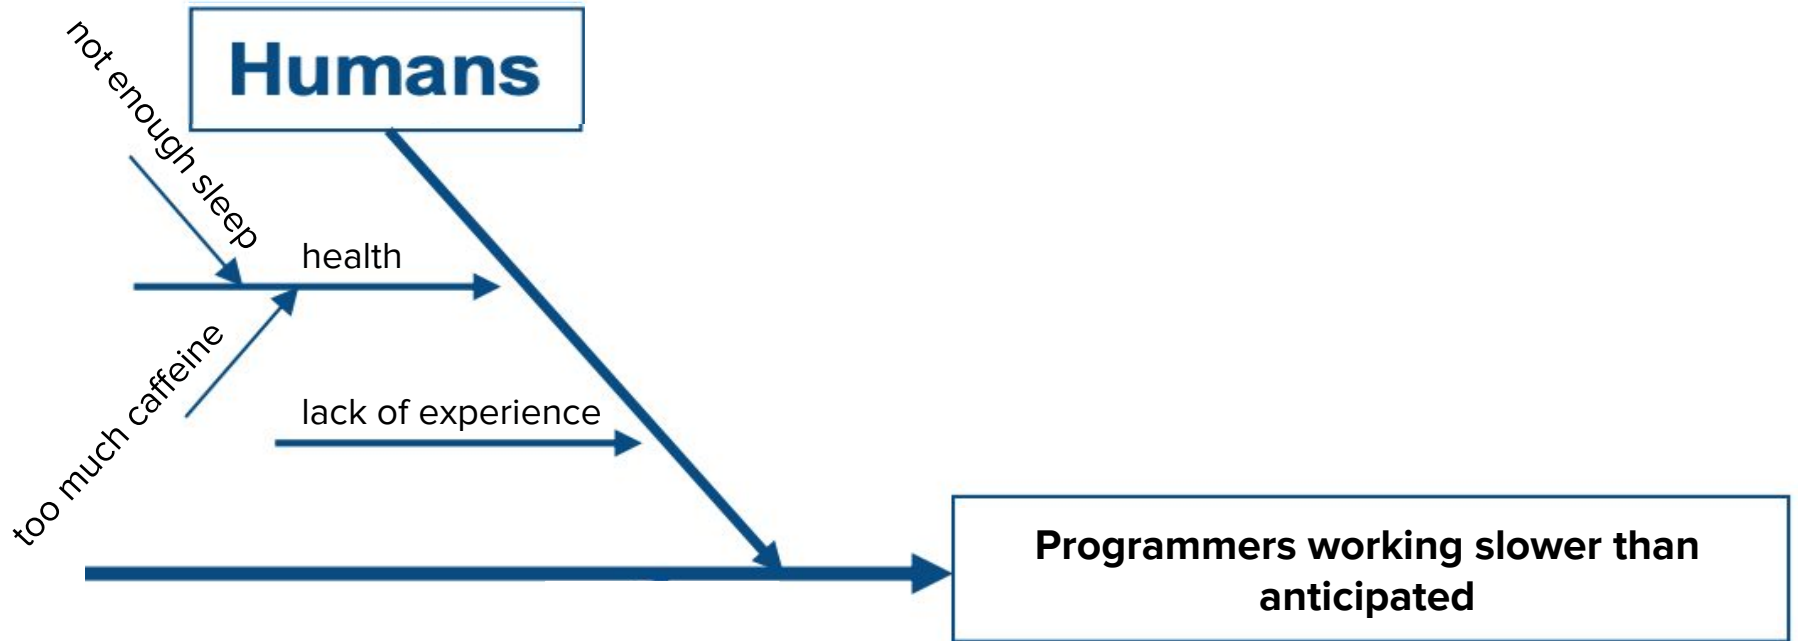 Humans
not enough sleep
health
too much caffeine
lack of experience
Programmers working slower than
anticipated